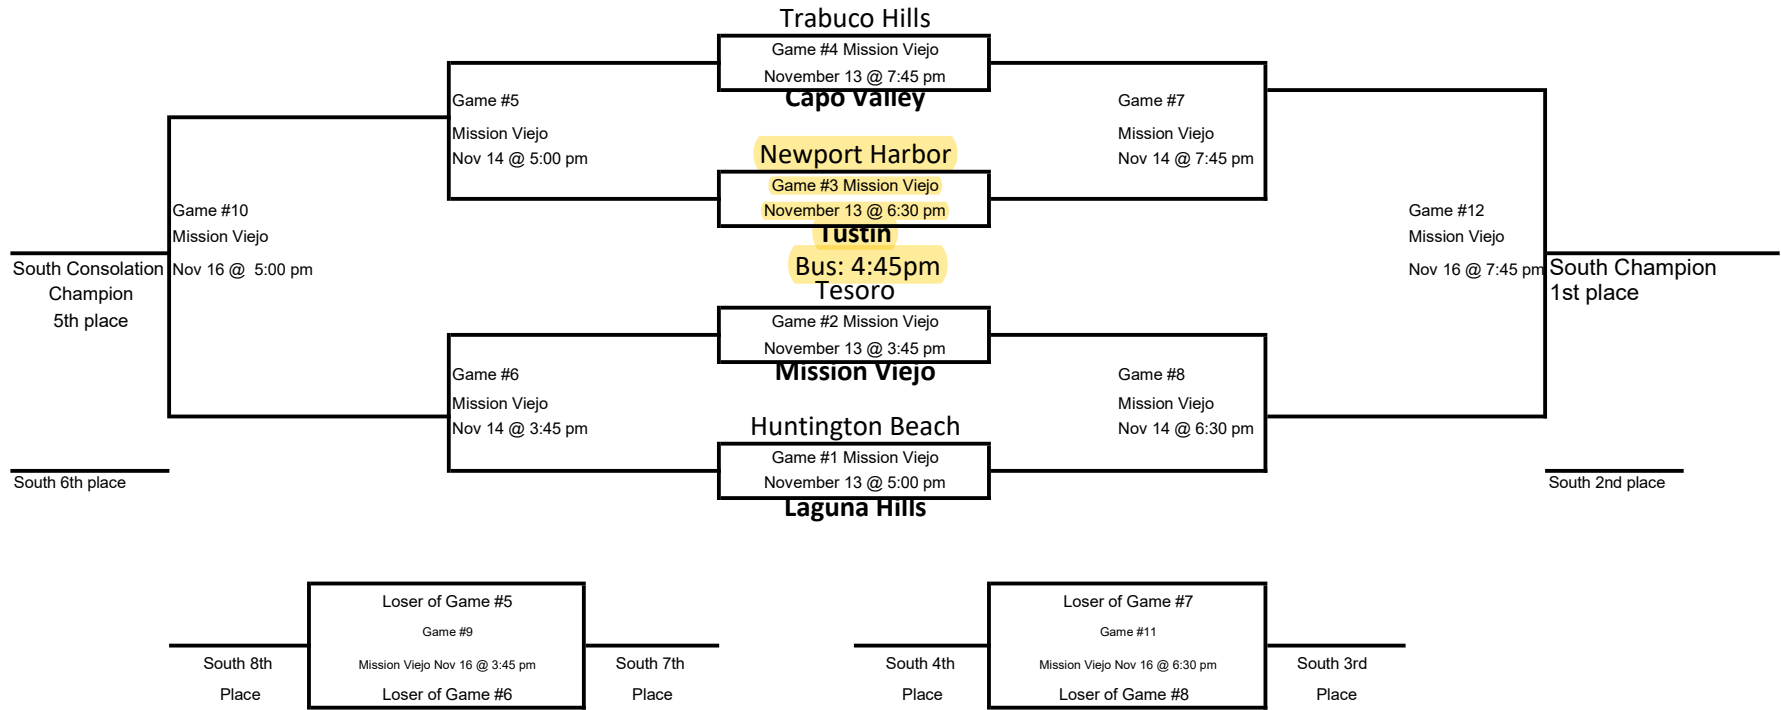 Trabuco Hills
Game #4 Mission Viejo
November 13 @ 7:45 pm
Capo Valley
Game #5
Mission Viejo
Nov 14 @ 5:00 pm
Game #7
Mission Viejo
Nov 14 @ 7:45 pm
Newport Harbor
Game #3 Mission Viejo
November 13 @ 6:30 pm
Tustin
Bus: 4:45pm
Game #10
Mission Viejo
Nov 16 @  5:00 pm
South Consolation
Champion
5th place
Game #12
Mission Viejo
Nov 16 @ 7:45 pm
South Champion
1st place
Tesoro
Game #2 Mission Viejo
November 13 @ 3:45 pm
Mission Viejo
Game #6
Mission Viejo
Nov 14 @ 3:45 pm
Game #8
Mission Viejo
Nov 14 @ 6:30 pm
Huntington Beach
Game #1 Mission Viejo
November 13 @ 5:00 pm
Laguna Hills
South 6th place
South 2nd place
Loser of Game #5
Game #9
Mission Viejo Nov 16 @ 3:45 pm
Loser of Game #6
South 8th
Place
South 7th
Place
Loser of Game #7
Game #11
Mission Viejo Nov 16 @ 6:30 pm
Loser of Game #8
South 4th
Place
South 3rd
Place